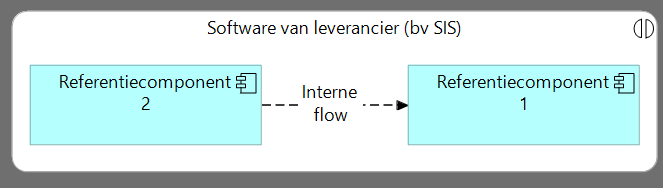 Software van leverancier (bv SIS)
Referentiecomponent
2
Interne
flow
Referentiecomponent
1